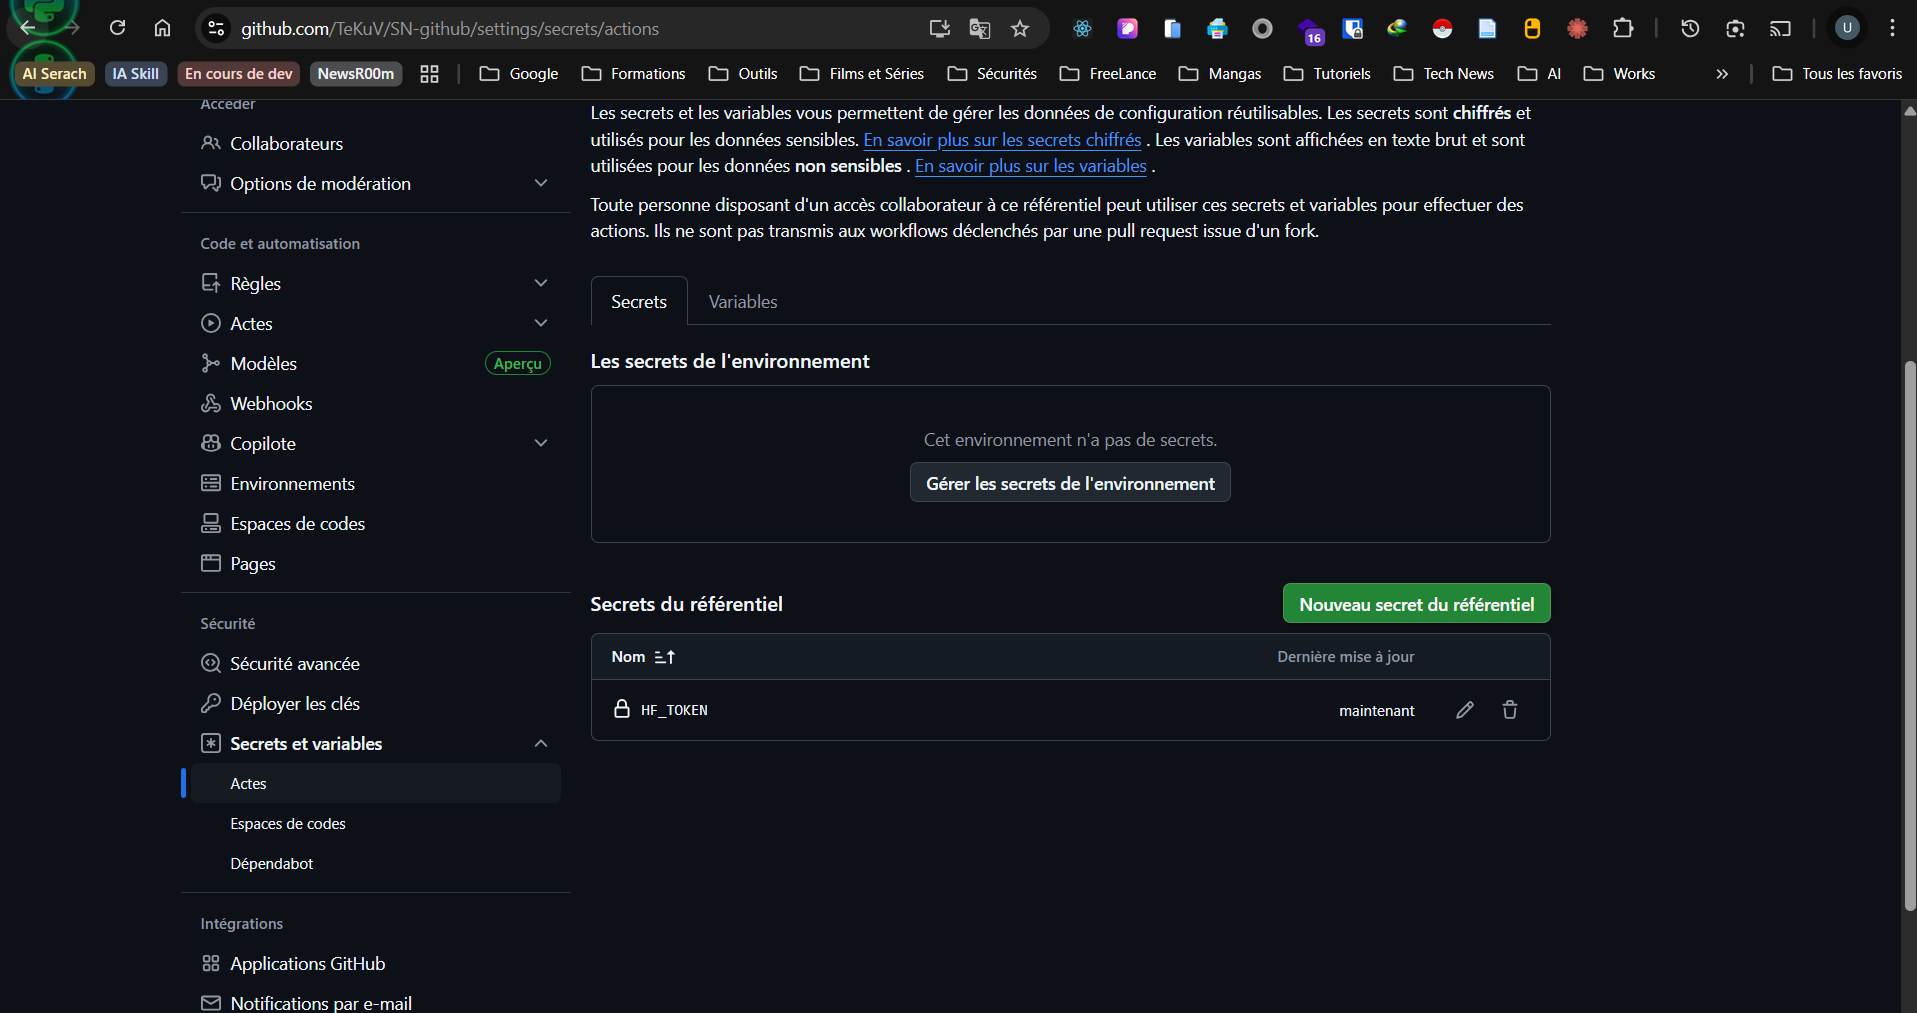 github.com/TeKuV/SN-github/settings/secrets/actions
16
U
AI Serach
IA Skill
En cours de dev
NewsR00m
Google
Formations
Outils
Films et Séries
Sécurités
FreeLance
Mangas
Tutoriels
Tech News
AI
Works
»
Tous les favoris
Accéder
Collaborateurs
Options de modération
Code et automatisation
Règles
Actes
Modèles
Aperçu
Webhooks
Copilote
Environnements
Espaces de codes
Pages
Sécurité
Sécurité avancée
Déployer les clés
Secrets et variables
Actes
Espaces de codes
Dépendabot
Intégrations
Applications GitHub
Notifications par e-mail
Les secrets et les variables vous permettent de gérer les données de configuration réutilisables. Les secrets sont chiffrés et
utilisés pour les données sensibles. En savoir plus sur les secrets chiffrés . Les variables sont affichées en texte brut et sont
utilisées pour les données non sensibles . En savoir plus sur les variables .
Toute personne disposant d'un accès collaborateur à ce référentiel peut utiliser ces secrets et variables pour effectuer des
actions. Ils ne sont pas transmis aux workflows déclenchés par une pull request issue d'un fork.
Secrets
Variables
Les secrets de l'environnement
Cet environnement n'a pas de secrets.
Gérer les secrets de l'environnement
Secrets du référentiel
Nouveau secret du référentiel
Nom
Dernière mise à jour
HF_TOKEN
maintenant